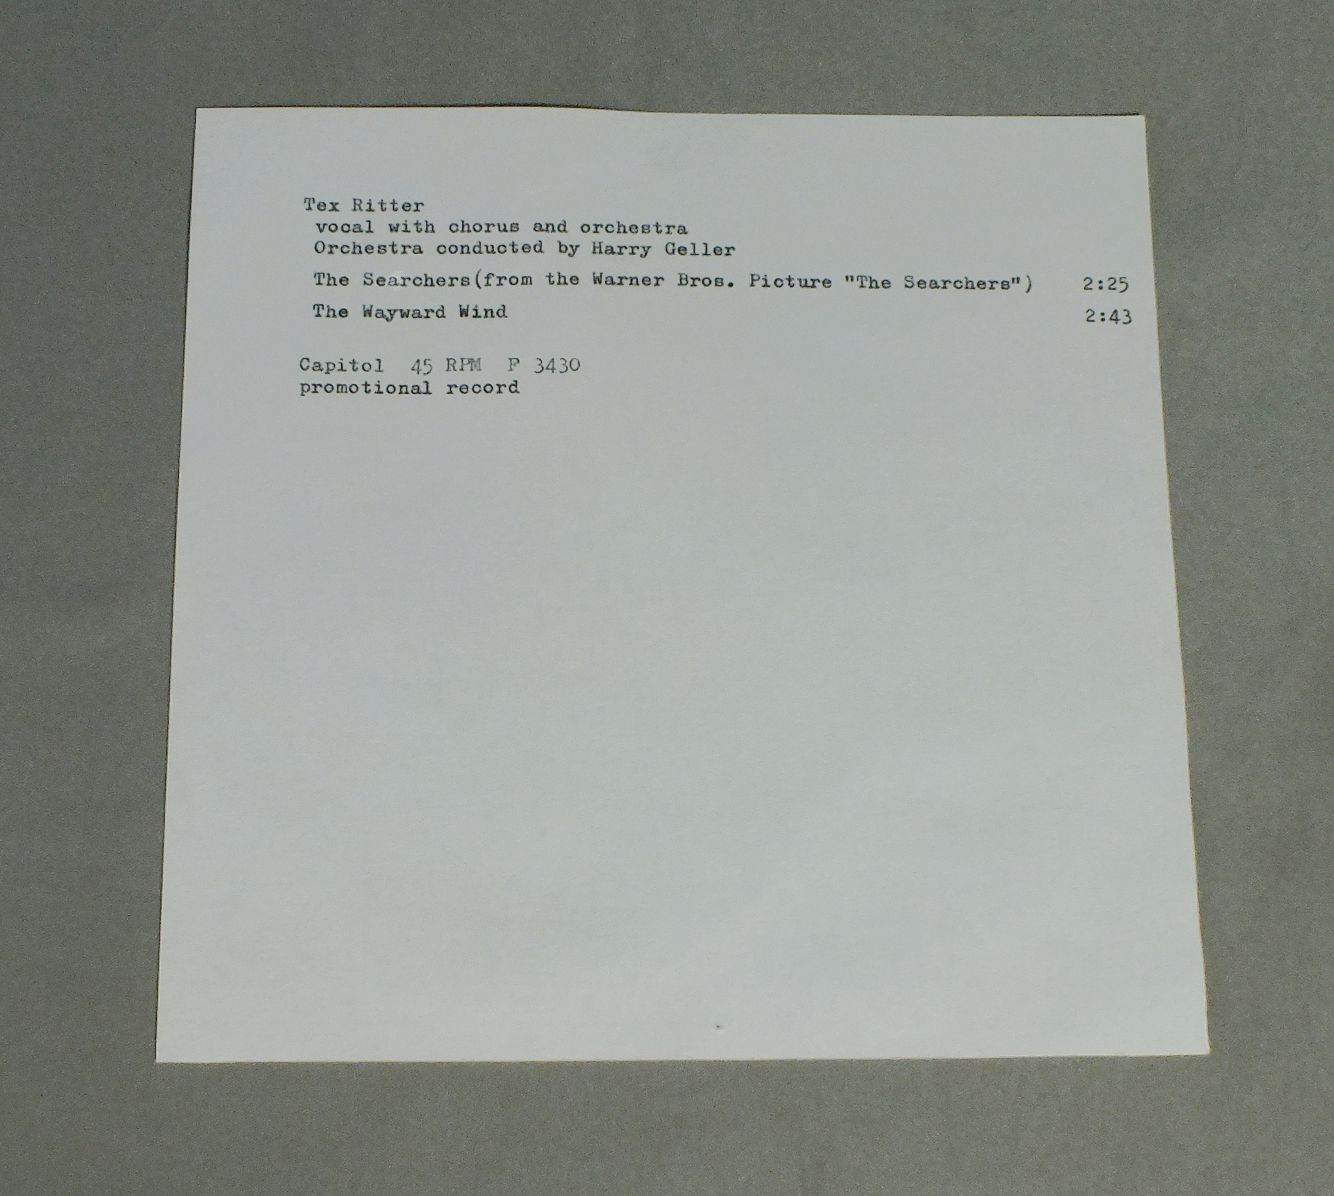 Tex Ritter
vocal with chorus and orchestra
Orchestra conducted by Harry Geller
The Searchers(from the Warner Bros. Picture "The Searchers") 2:25
The Wayward Wind 2:43
Capitol 45 RPM F 3430
promotional record